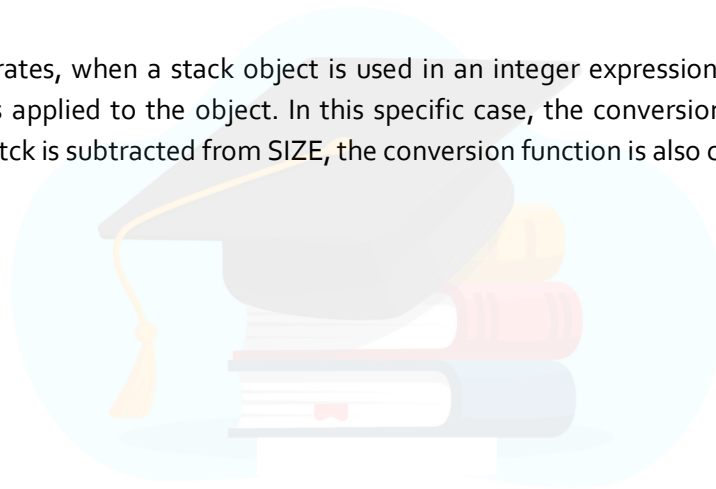 rates, when a stack object is used in an integer expression
applied to the object. In this specific case, the conversion
tck is subtracted from SIZE, the conversion function is also